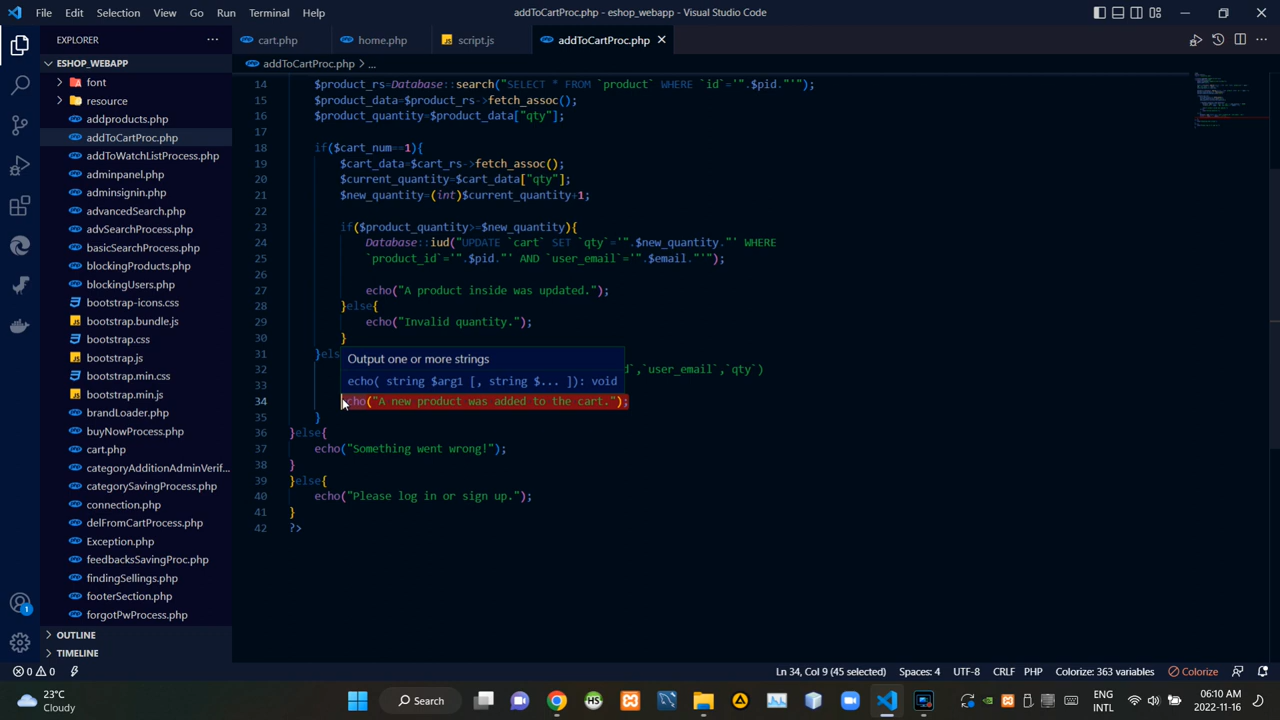 File Edit Selection View Go Run Terminal Help
addToCartProc.php - eshop_webapp - Visual Studio Code
EXPLORER
ESHOP_WEBAPP
font
resource
addproducts.php
addToCartProc.php
addToWatchListProcess.php
adminpanel.php
adminsignin.php
advancedSearch.php
advSearchProcess.php
basicSearchProcess.php
blockingProducts.php
blockingUsers.php
bootstrap-icons.css
bootstrap.bundle.js
bootstrap.css
bootstrap.js
bootstrap.min.css
bootstrap.min.js
brandLoader.php
buyNowProcess.php
cart.php
categoryAdditionAdminVerif...
categorySavingProcess.php
connection.php
delFromCartProcess.php
Exception.php
feedbacksSavingProc.php
findingSellings.php
footerSection.php
forgotPwProcess.php
OUTLINE
TIMELINE
cart.php home.php script.js addToCartProc.php
addToCartProc.php > ...
14 $product_rs=Database::search("SELECT * FROM `product` WHERE `id`='".$pid."'");
15 $product_data=$product_rs->fetch_assoc();
16 $product_quantity=$product_data["qty"];
17
18 if($cart_num==1){
19 $cart_data=$cart_rs->fetch_assoc();
20 $current_quantity=$cart_data["qty"];
21 $new_quantity=(int)$current_quantity+1;
22
23 if($product_quantity>=$new_quantity){
24 Database::iud("UPDATE `cart` SET `qty`='".$new_quantity."' WHERE
25 `product_id`='".$pid."' AND `user_email`='".$email."'");
26
27 echo("A product inside was updated.");
28 }else{
29 echo("Invalid quantity.");
30 }
31 }els
Output one or more strings
32 d`,`user_email`,`qty`)
33 echo( string $arg1 [, string $... ]): void
34 echo("A new product was added to the cart.");
35 }
36 }else{
37 echo("Something went wrong!");
38 }
39 }else{
40 echo("Please log in or sign up.");
41 }
42 ?>
0 0 Ln 34, Col 9 (45 selected) Spaces: 4 UTF-8 CRLF PHP Colorize: 363 variables Colorize
1
23°C
Cloudy
Search
HS
ENG
INTL
06:10 AM
2022-11-16